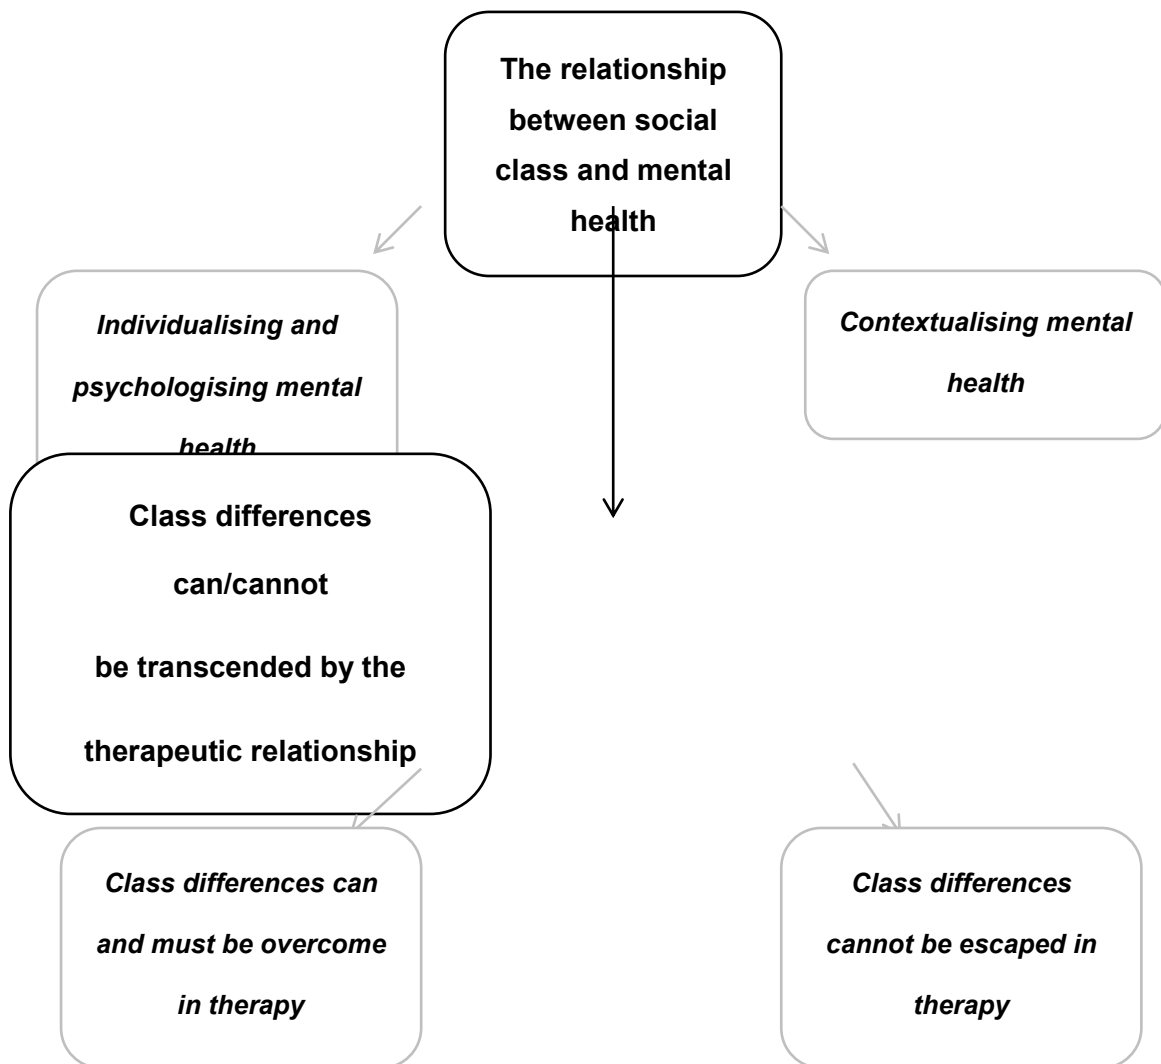 The relationship
between social
class and mental
health
Individualising and
psychologising mental
health
Contextualising mental
health
Class differences
can/cannot
be transcended by the
therapeutic relationship
Class differences can
and must be overcome
in therapy
Class differences
cannot be escaped in
therapy